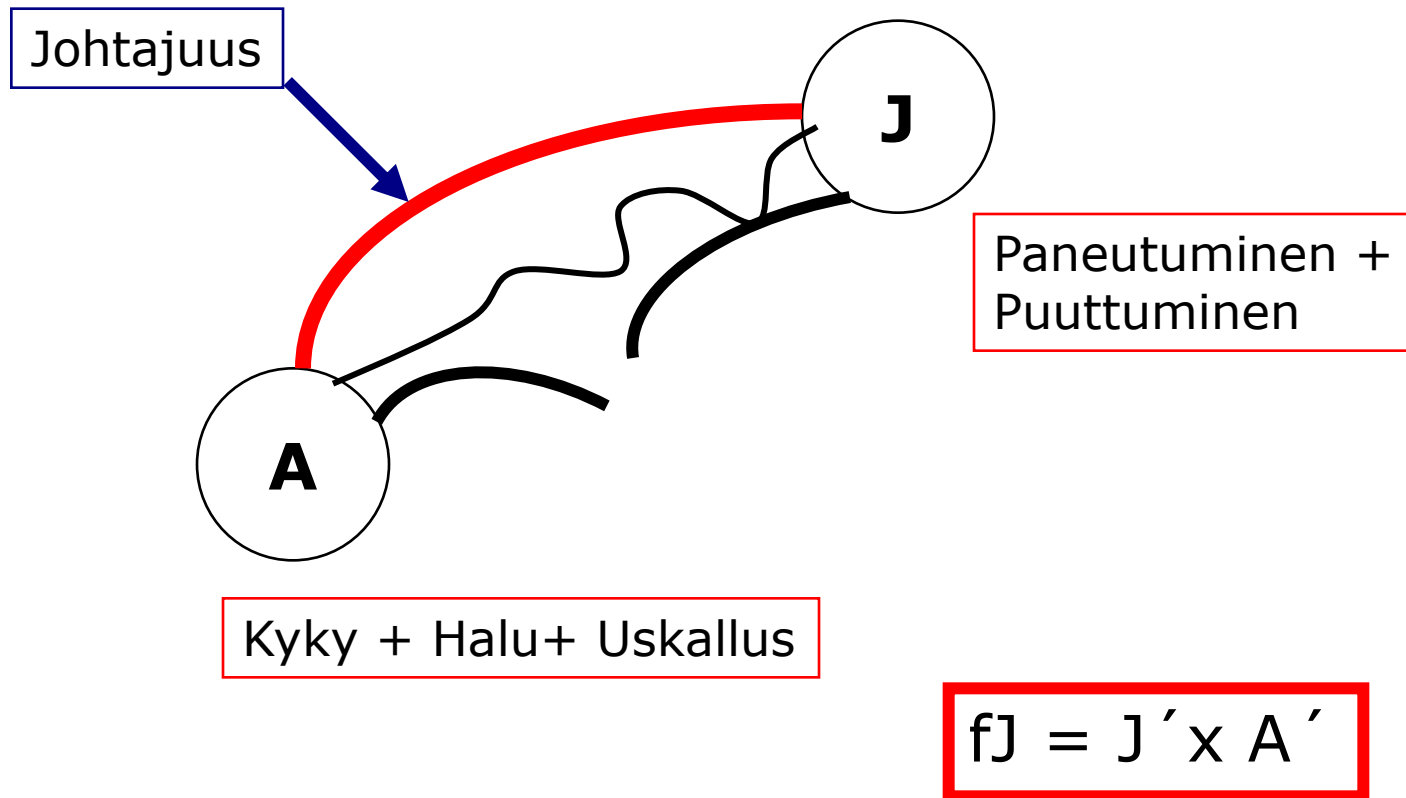 Johtajuus
J
Paneutuminen +
Puuttuminen
A
Kyky + Halu+ Uskallus
fJ = J´x A´